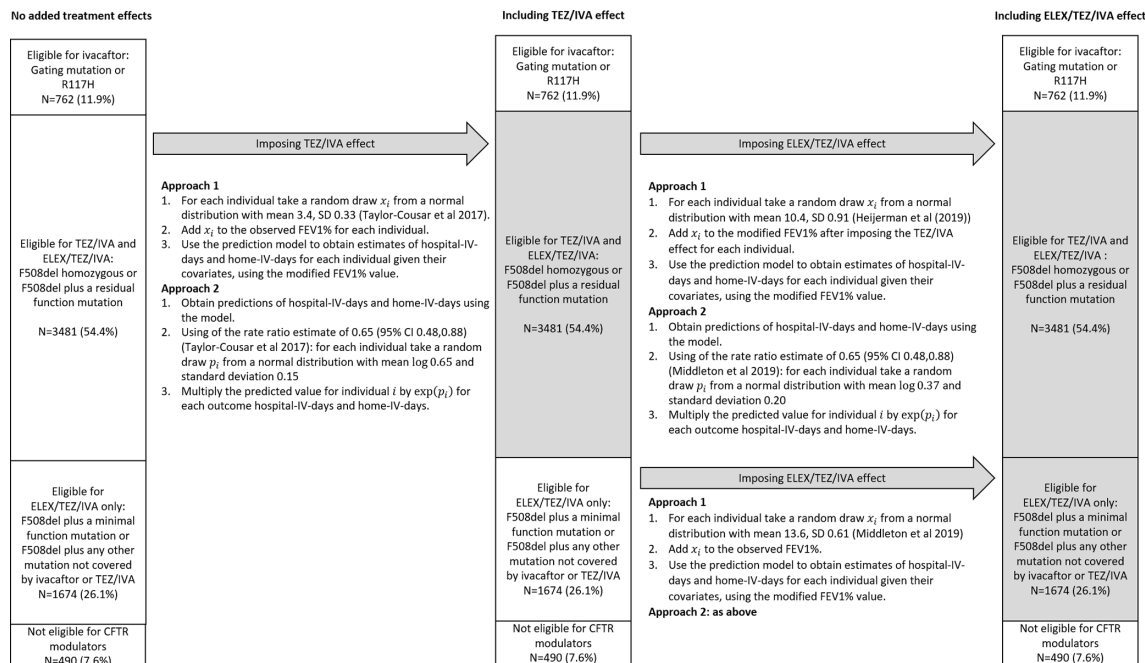 No added treatment effects
Eligible for ivacaftor:
Gating mutation or
R117H
N=762 (11.9%)
Eligible for TEZ/IVA and
ELEX/TEZ/IVA:
F508del homozygous or
F508del plus a residual
function mutation
N=3481 (54.4%)
Eligible for
ELEX/TEZ/IVA only:
F508del plus a minimal
function mutation or
F508del plus any other
mutation not covered
by ivacaftor or TEZ/IVA
N=1674 (26.1%)
Not eligible for CFTR
modulators
N=490 (7.6%)
Imposing TEZ/IVA effect
Approach 1
1. For each individual take a random draw x_i from a normal
distribution with mean 3.4, SD 0.33 (Taylor-Cousar et al 2017).
2. Add x_i to the observed FEV1% for each individual.
3. Use the prediction model to obtain estimates of hospital-IV-
days and home-IV-days for each individual given their
covariates, using the modified FEV1% value.
Approach 2
1. Obtain predictions of hospital-IV-days and home-IV-days using
the model.
2. Using of the rate ratio estimate of 0.65 (95% CI 0.48,0.88)
(Taylor-Cousar et al 2017): for each individual take a random
draw p_i from a normal distribution with mean log 0.65 and
standard deviation 0.15
3. Multiply the predicted value for individual i by exp(p_i) for
each outcome hospital-IV-days and home-IV-days.
Including TEZ/IVA effect
Eligible for ivacaftor:
Gating mutation or
R117H
N=762 (11.9%)
Eligible for TEZ/IVA and
ELEX/TEZ/IVA:
F508del homozygous or
F508del plus a residual
function mutation
N=3481 (54.4%)
Eligible for
ELEX/TEZ/IVA only:
F508del plus a minimal
function mutation or
F508del plus any other
mutation not covered
by ivacaftor or TEZ/IVA
N=1674 (26.1%)
Not eligible for CFTR
modulators
N=490 (7.6%)
Imposing ELEX/TEZ/IVA effect
Approach 1
1. For each individual take a random draw x_i from a normal
distribution with mean 10.4, SD 0.91 (Heijerman et al (2019))
2. Add x_i to the modified FEV1% after imposing the TEZ/IVA
effect for each individual.
3. Use the prediction model to obtain estimates of hospital-IV-
days and home-IV-days for each individual given their
covariates, using the modified FEV1% value.
Approach 2
1. Obtain predictions of hospital-IV-days and home-IV-days using
the model.
2. Using of the rate ratio estimate of 0.65 (95% CI 0.48,0.88)
(Middleton et al 2019): for each individual take a random
draw p_i from a normal distribution with mean log 0.37 and
standard deviation 0.20
3. Multiply the predicted value for individual i by exp(p_i) for
each outcome hospital-IV-days and home-IV-days.
Imposing ELEX/TEZ/IVA effect
Approach 1
1. For each individual take a random draw x_i from a normal
distribution with mean 13.6, SD 0.61 (Middleton et al 2019)
2. Add x_i to the observed FEV1%.
3. Use the prediction model to obtain estimates of hospital-IV-
days and home-IV-days for each individual given their
covariates, using the modified FEV1% value.
Approach 2: as above
Including ELEX/TEZ/IVA effect
Eligible for ivacaftor:
Gating mutation or
R117H
N=762 (11.9%)
Eligible for TEZ/IVA and
ELEX/TEZ/IVA :
F508del homozygous or
F508del plus a residual
function mutation
N=3481 (54.4%)
Eligible for
ELEX/TEZ/IVA only:
F508del plus a minimal
function mutation or
F508del plus any other
mutation not covered
by ivacaftor or TEZ/IVA
N=1674 (26.1%)
Not eligible for CFTR
modulators
N=490 (7.6%)